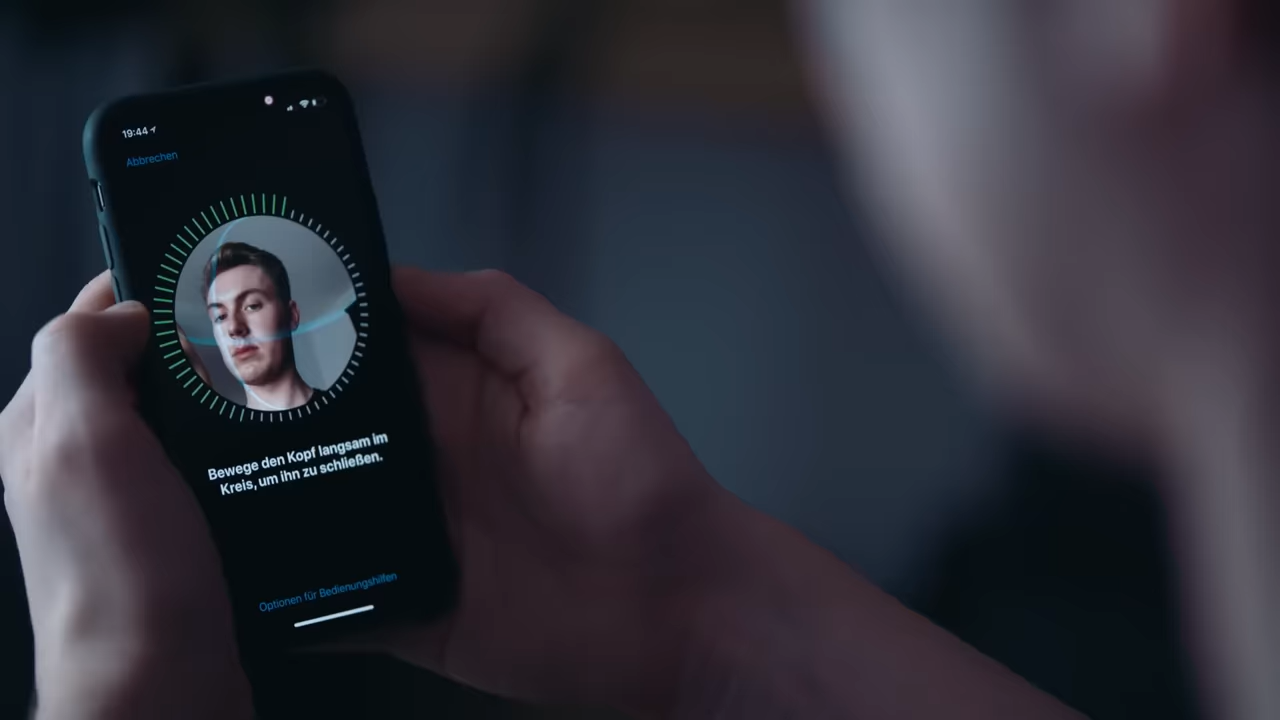 19:44
Abbrechen
Bewege den Kopf langsam im
Kreis, um ihn zu schließen.
Optionen für Bedienungshilfen